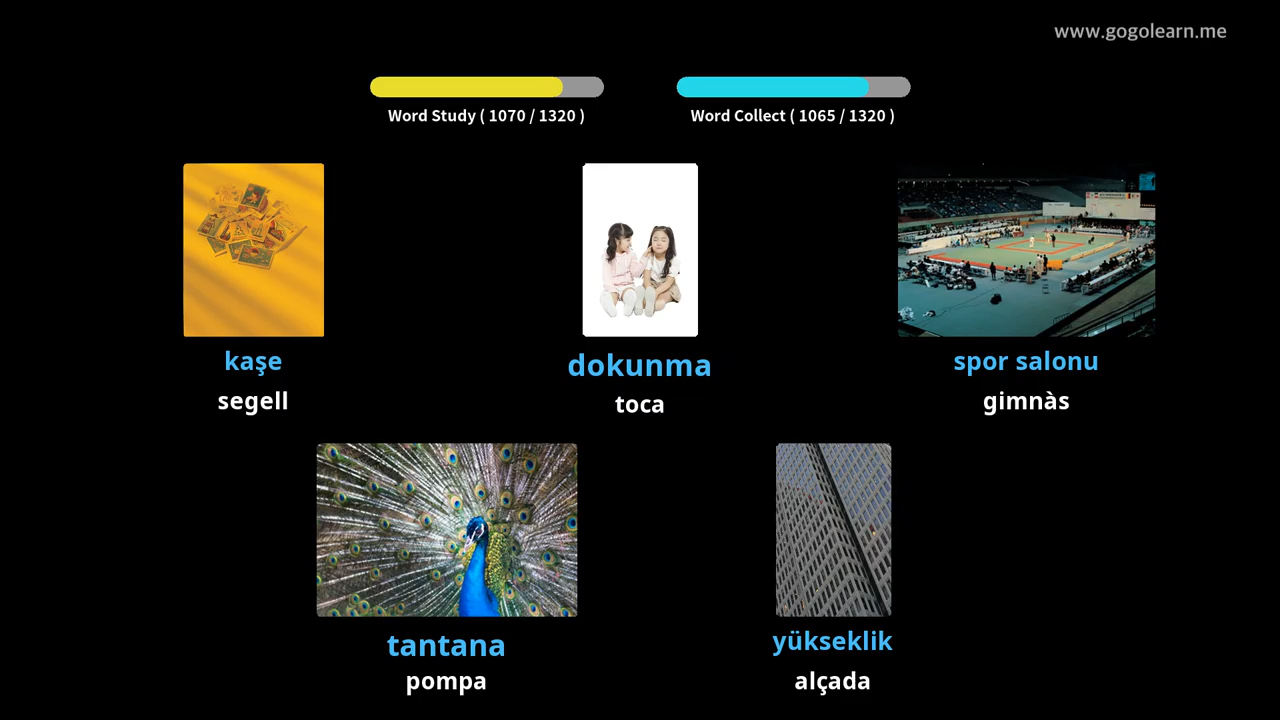 www.gogolearn.me
Word Study ( 1070 / 1320 )
Word Collect ( 1065 / 1320 )
kaşe
segell
dokunma
toca
spor salonu
gimnàs
tantana
pompa
yükseklik
alçada